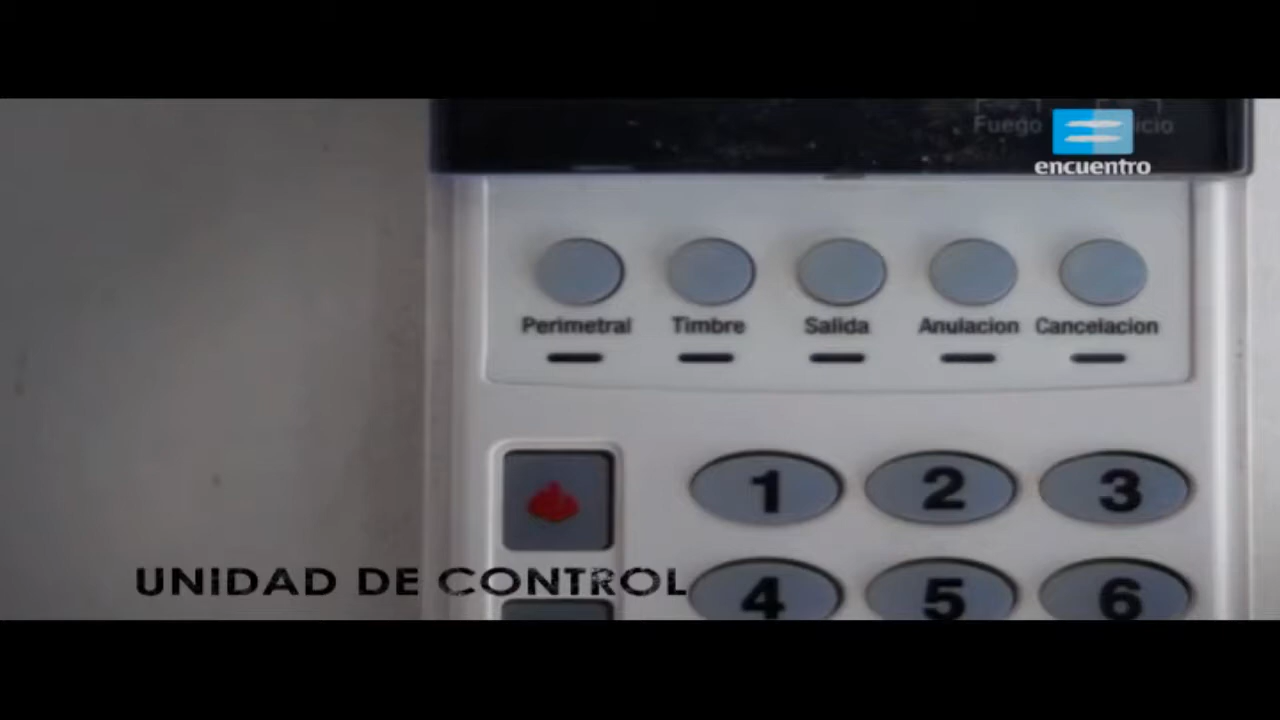 Fuego
encuentro
Perimetral Timbre Salida Anulacion Cancelacion
1 2 3
UNIDAD DE CONTROL
4 5 6